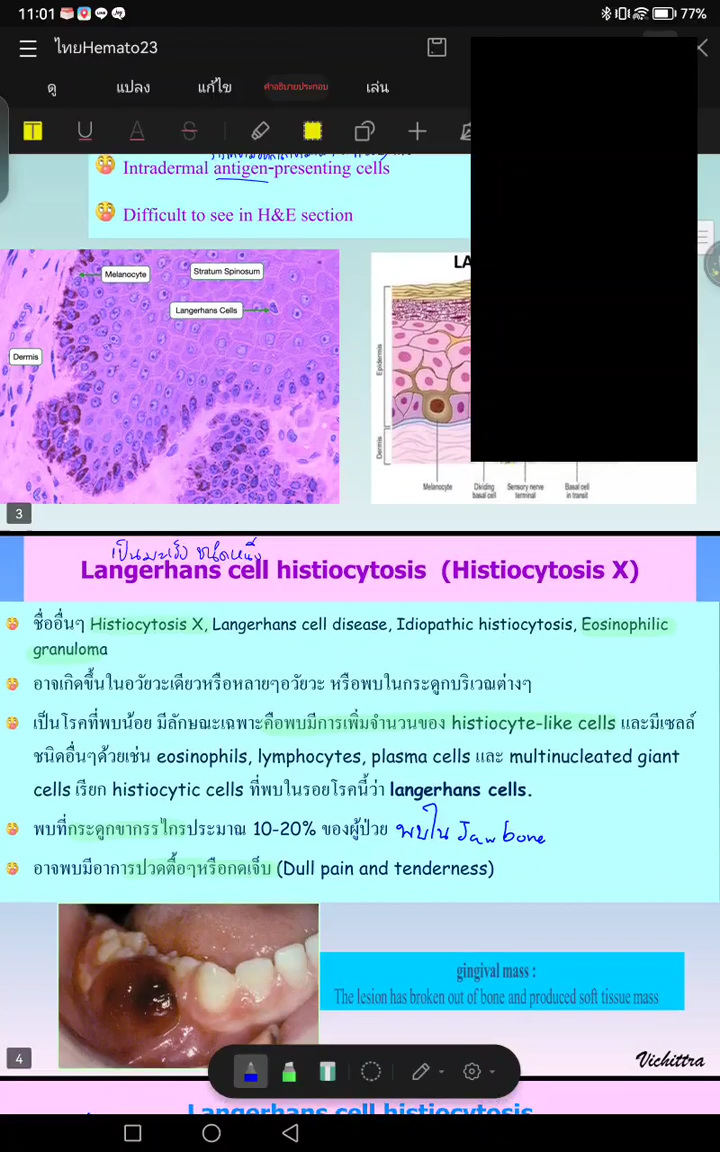 11:01
77%
ไทยHemato23
ดู แปลง แก้ไข คำอธิบายประกอบ เล่น
T U A S
Intradermal antigen-presenting cells
Difficult to see in H&E section
Melanocyte
Stratum Spinosum
Langerhans Cells
Dermis
LA
Epidermis
Dermis
Melanocyte
Dividing basal cell
Sensory nerve terminal
Basal cell in transit
3
เป็นมะเร็ง ชนิดหนึ่ง
Langerhans cell histiocytosis (Histiocytosis X)
ชื่ออื่นๆ Histiocytosis X, Langerhans cell disease, Idiopathic histiocytosis, Eosinophilic
granuloma
อาจเกิดขึ้นในอวัยวะเดียวหรือหลายๆอวัยวะ หรือพบในกระดูกบริเวณต่างๆ
เป็นโรคที่พบน้อย มีลักษณะเฉพาะคือพบมีการเพิ่มจำนวนของ histiocyte-like cells และมีเซลล์
ชนิดอื่นๆด้วยเช่น eosinophils, lymphocytes, plasma cells และ multinucleated giant
cells เรียก histiocytic cells ที่พบในรอยโรคนี้ว่า langerhans cells.
พบที่กระดูกขากรรไกรประมาณ 10-20% ของผู้ป่วย พบใน Jaw bone
อาจพบมีอาการปวดตื้อๆหรือกดเจ็บ (Dull pain and tenderness)
gingival mass :
The lesion has broken out of bone and produced soft tissue mass
4
Vichittra
Langerhans cell histiocytosis